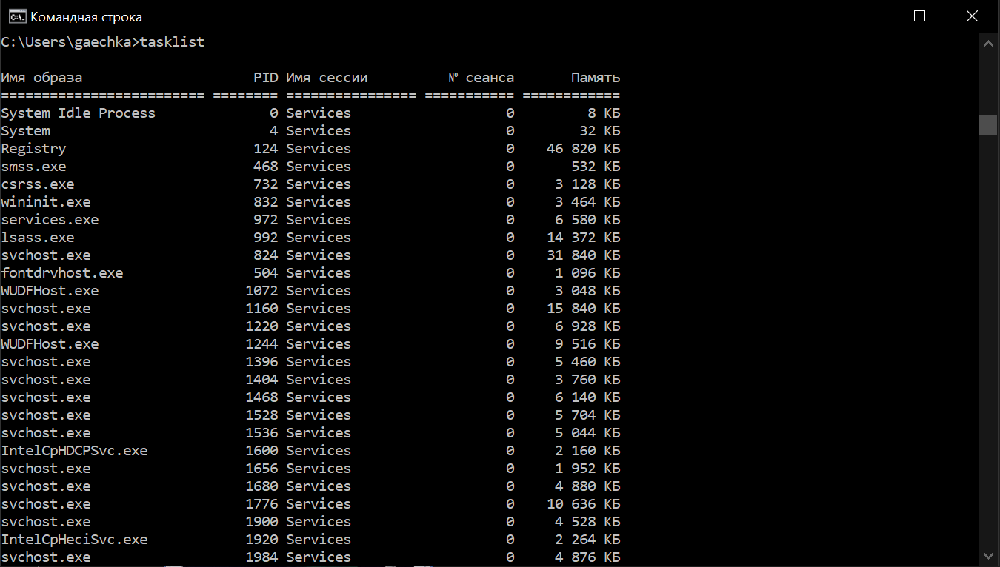 Командная строка
C:\Users\gaechka>tasklist
Имя образа                     PID Имя сессии          № сеанса       Память
========================= ======== ================ =========== ============
System Idle Process              0 Services                   0         8 КБ
System                           4 Services                   0        32 КБ
Registry                       124 Services                   0    46 820 КБ
smss.exe                       468 Services                   0       532 КБ
csrss.exe                      732 Services                   0     3 128 КБ
wininit.exe                    832 Services                   0     3 464 КБ
services.exe                   972 Services                   0     6 580 КБ
lsass.exe                      992 Services                   0    14 372 КБ
svchost.exe                    824 Services                   0    31 840 КБ
fontdrvhost.exe                504 Services                   0     1 096 КБ
WUDFHost.exe                  1072 Services                   0     3 048 КБ
svchost.exe                   1160 Services                   0    15 840 КБ
svchost.exe                   1220 Services                   0     6 928 КБ
WUDFHost.exe                  1244 Services                   0     9 516 КБ
svchost.exe                   1396 Services                   0     5 460 КБ
svchost.exe                   1404 Services                   0     3 760 КБ
svchost.exe                   1468 Services                   0     6 140 КБ
svchost.exe                   1528 Services                   0     5 704 КБ
svchost.exe                   1536 Services                   0     5 044 КБ
IntelCpHDCPSvc.exe            1600 Services                   0     2 160 КБ
svchost.exe                   1656 Services                   0     1 952 КБ
svchost.exe                   1680 Services                   0     4 880 КБ
svchost.exe                   1776 Services                   0    10 636 КБ
svchost.exe                   1900 Services                   0     4 528 КБ
IntelCpHeciSvc.exe            1920 Services                   0     2 264 КБ
svchost.exe                   1984 Services                   0     4 876 КБ